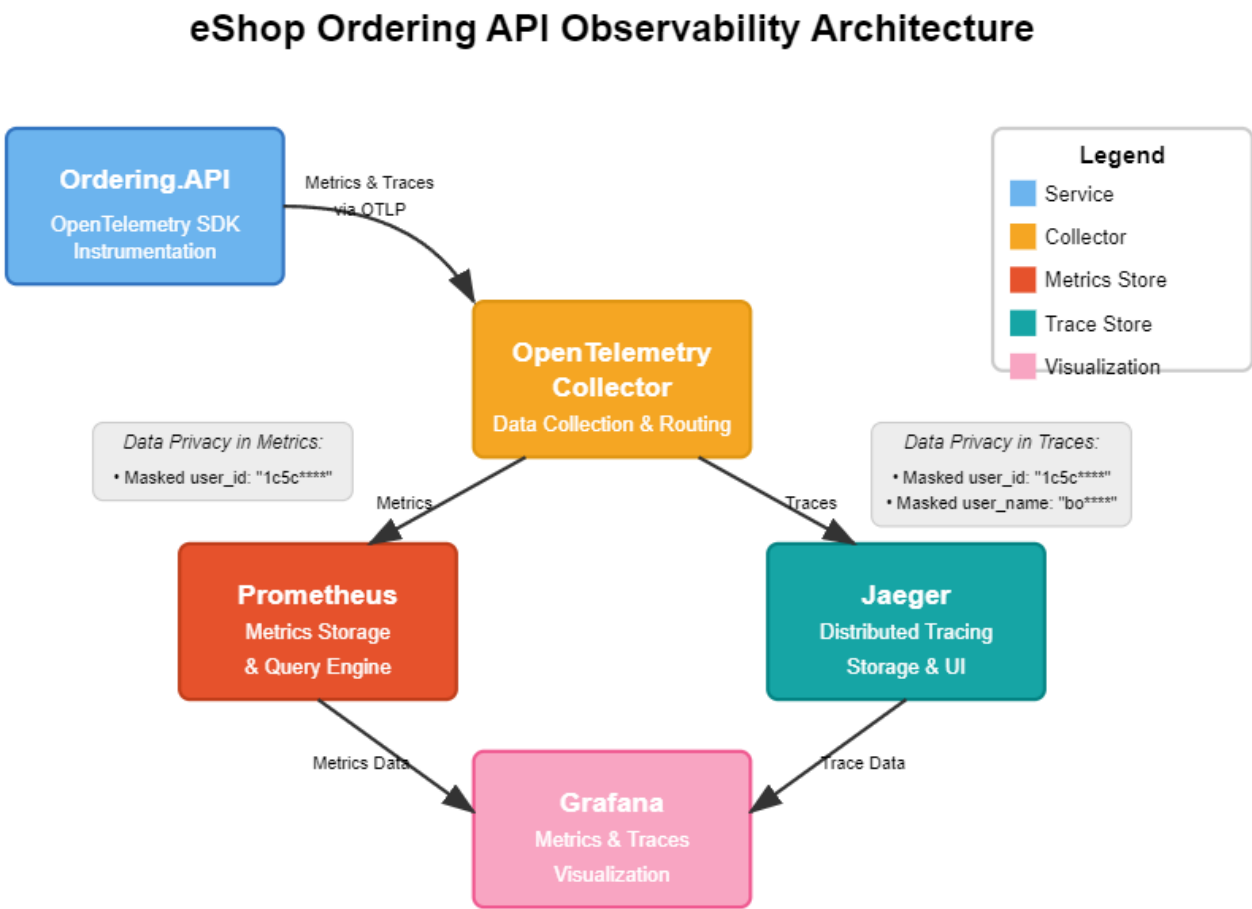 eShop Ordering API Observability Architecture
Ordering.API
OpenTelemetry SDK
Instrumentation
Metrics & Traces
via OTLP
Legend
Service
Collector
Metrics Store
Trace Store
Visualization
OpenTelemetry
Collector
Data Collection & Routing
Data Privacy in Metrics:
• Masked user_id: "1c5c****"
Data Privacy in Traces:
• Masked user_id: "1c5c****"
• Masked user_name: "bo****"
Metrics
Traces
Prometheus
Metrics Storage
& Query Engine
Jaeger
Distributed Tracing
Storage & UI
Metrics Data
Trace Data
Grafana
Metrics & Traces
Visualization